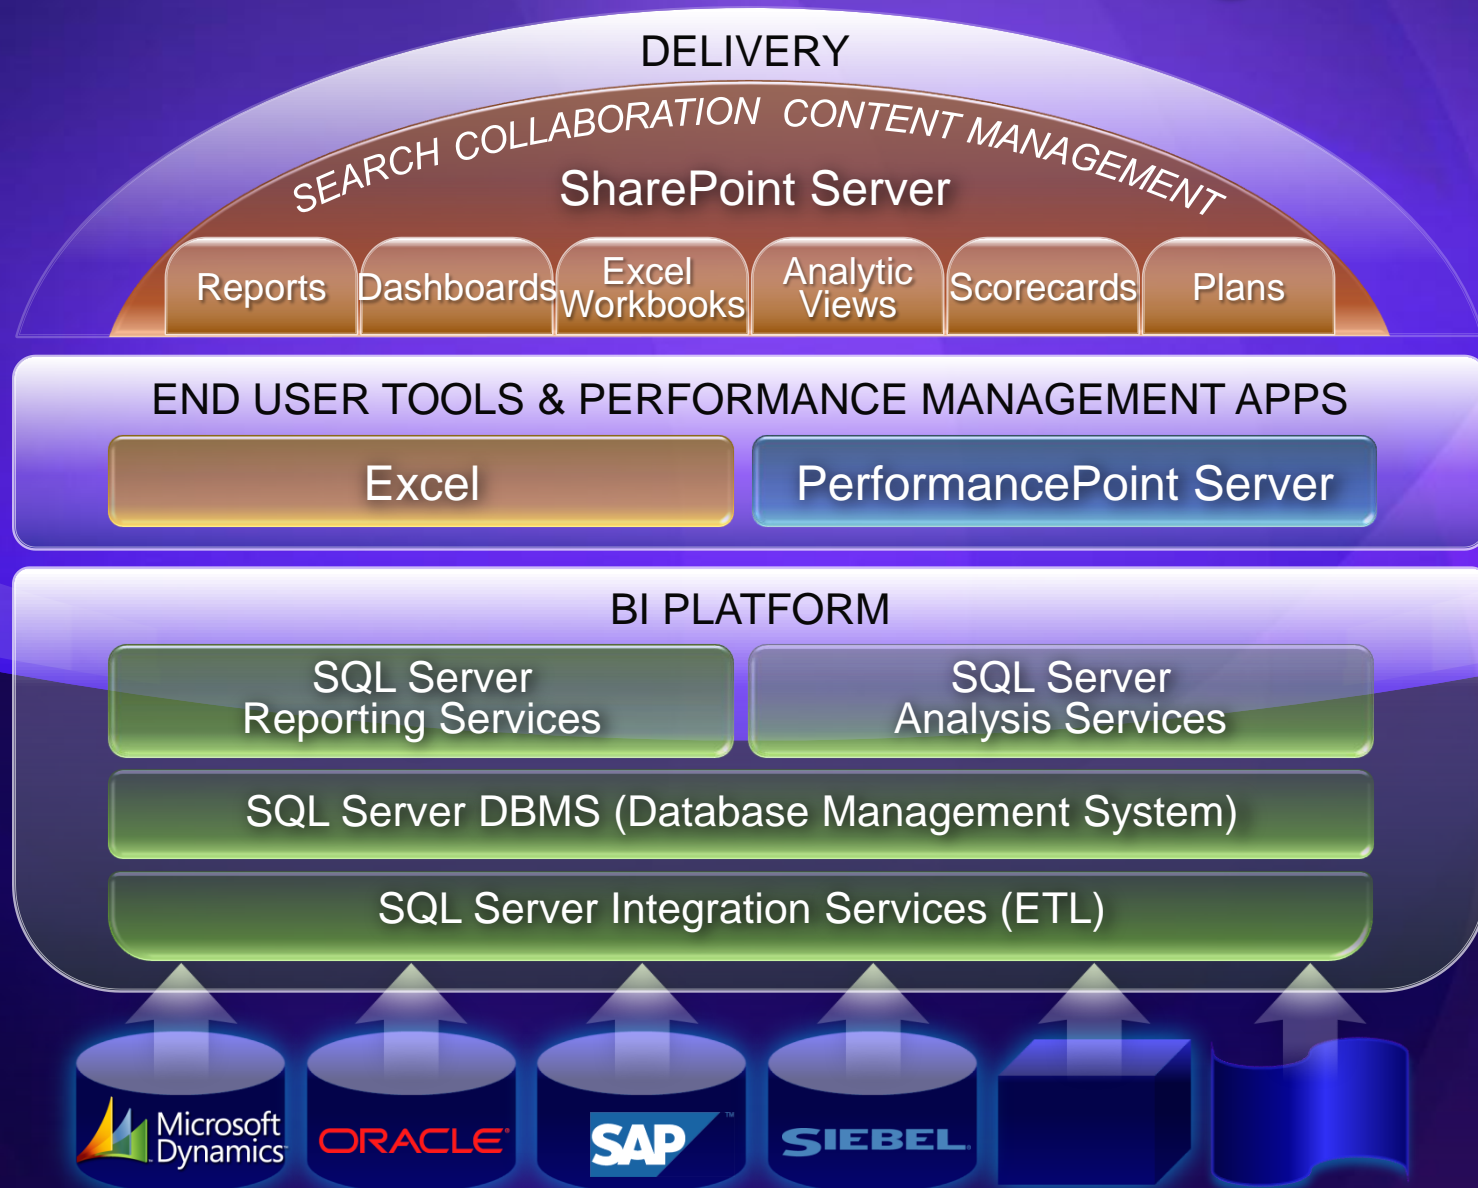 DELIVERY
SEARCH COLLABORATION CONTENT MANAGEMENT
SharePoint Server
Reports
Dashboards
Excel
Workbooks
Analytic
Views
Scorecards
Plans
END USER TOOLS & PERFORMANCE MANAGEMENT APPS
Excel
PerformancePoint Server
BI PLATFORM
SQL Server
Reporting Services
SQL Server
Analysis Services
SQL Server DBMS (Database Management System)
SQL Server Integration Services (ETL)
Microsoft
Dynamics
ORACLE®
SAP™
SIEBEL.